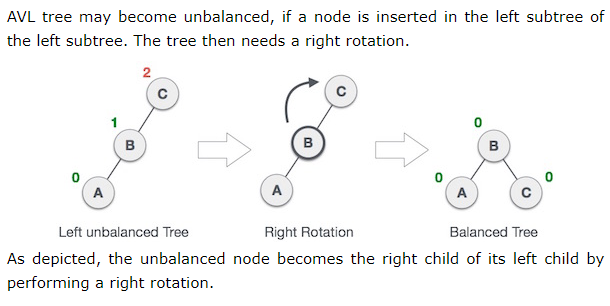 AVL tree may become unbalanced, if a node is inserted in the left subtree of
the left subtree. The tree then needs a right rotation.
2
C
1
B
0
A
Left unbalanced Tree
C
B
A
Right Rotation
0
B
0
A
0
C
Balanced Tree
As depicted, the unbalanced node becomes the right child of its left child by
performing a right rotation.